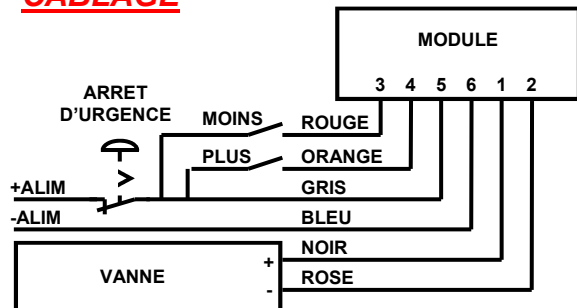 CABLAGE
MODULE
3 4 5 6 1 2
ARRET
D'URGENCE
MOINS ROUGE
PLUS ORANGE
+ALIM GRIS
-ALIM BLEU
NOIR
+
VANNE ROSE
-